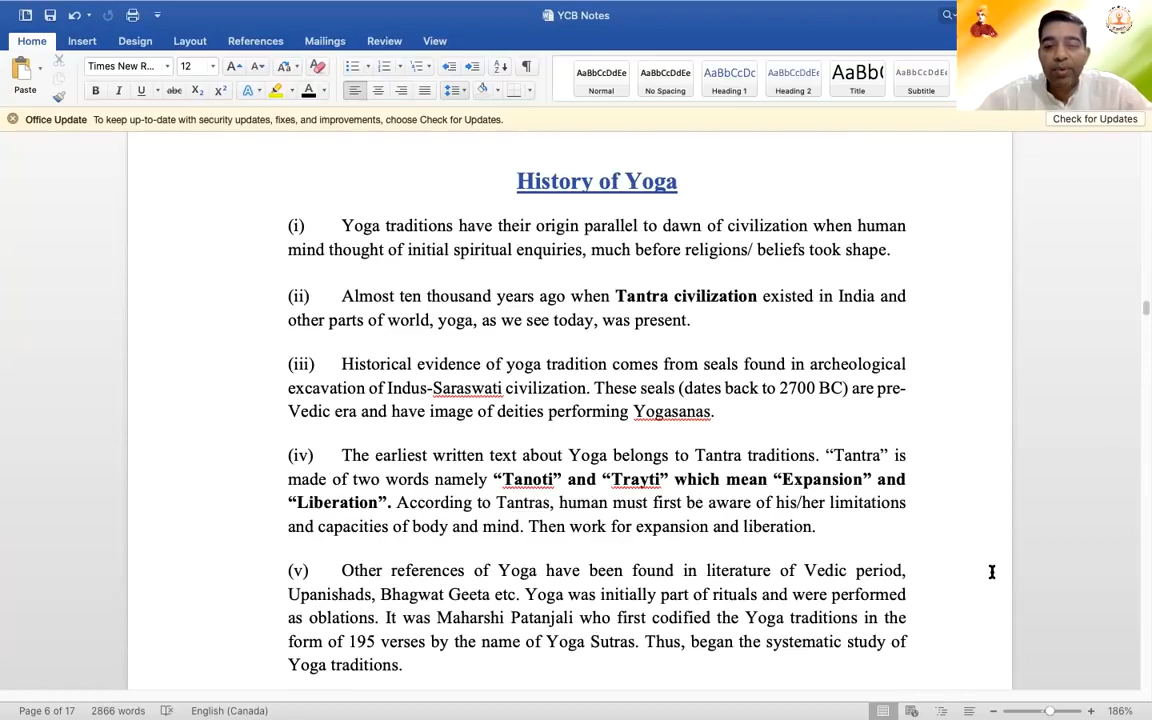 YCB Notes
Home Insert Design Layout References Mailings Review View
Paste
Times New R... 12
B I U abc X2 X2 A A
AaBbCcDdEe AaBbCcDdEe AaBbCcDc AaBbCcDdEe AaBb( AaBbCcDdEe
Normal No Spacing Heading 1 Heading 2 Title Subtitle
Office Update To keep up-to-date with security updates, fixes, and improvements, choose Check for Updates.
Check for Updates
History of Yoga
(i) Yoga traditions have their origin parallel to dawn of civilization when human
mind thought of initial spiritual enquiries, much before religions/ beliefs took shape.
(ii) Almost ten thousand years ago when Tantra civilization existed in India and
other parts of world, yoga, as we see today, was present.
(iii) Historical evidence of yoga tradition comes from seals found in archeological
excavation of Indus-Saraswati civilization. These seals (dates back to 2700 BC) are pre-
Vedic era and have image of deities performing Yogasanas.
(iv) The earliest written text about Yoga belongs to Tantra traditions. “Tantra” is
made of two words namely “Tanoti” and “Trayti” which mean “Expansion” and
“Liberation”. According to Tantras, human must first be aware of his/her limitations
and capacities of body and mind. Then work for expansion and liberation.
(v) Other references of Yoga have been found in literature of Vedic period,
Upanishads, Bhagwat Geeta etc. Yoga was initially part of rituals and were performed
as oblations. It was Maharshi Patanjali who first codified the Yoga traditions in the
form of 195 verses by the name of Yoga Sutras. Thus, began the systematic study of
Yoga traditions.
Page 6 of 17 2866 words English (Canada) 186%